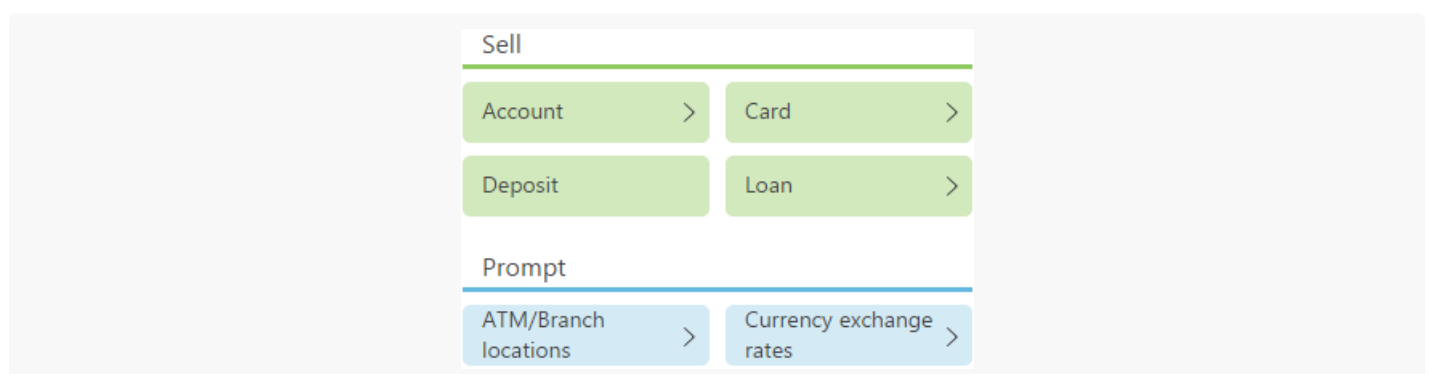 Sell
Account
Card
Deposit
Loan
Prompt
ATM/Branch
locations
Currency exchange
rates